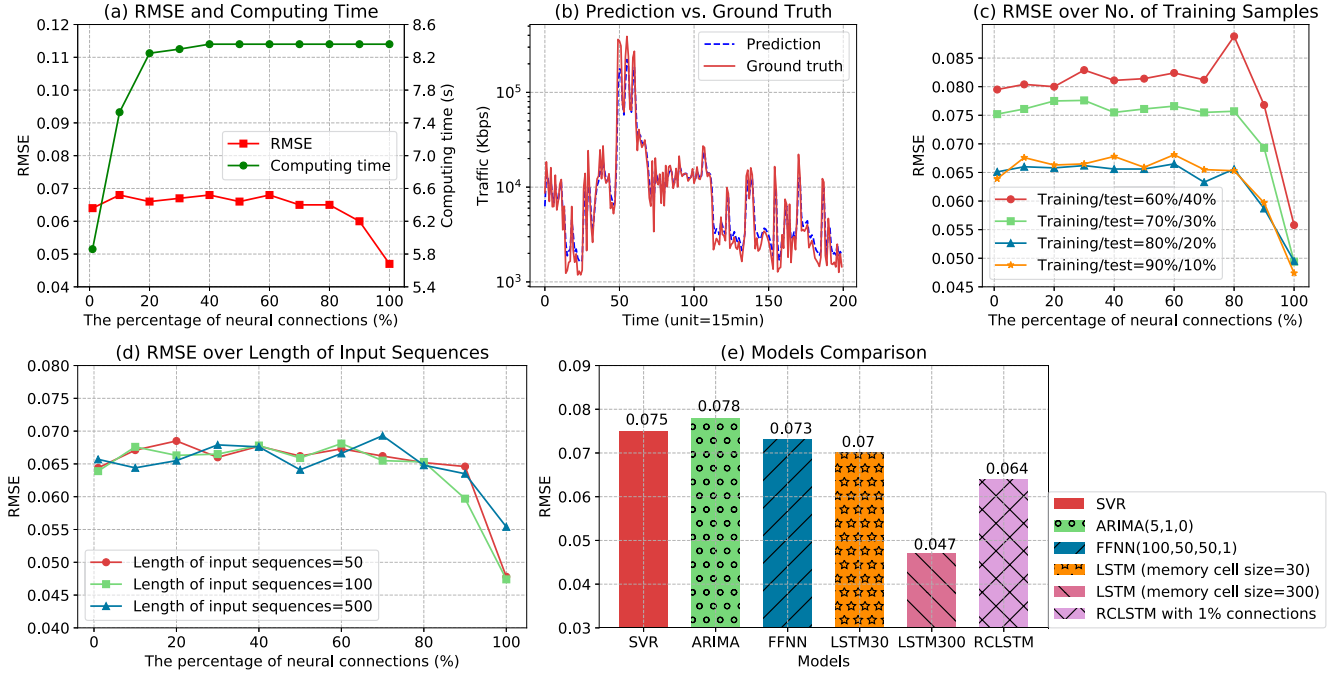 (a) RMSE and Computing Time
0.12
0.11
0.10
0.09
0.08
0.07
0.06
0.05
0.04
RMSE
8.6
8.2
7.8
7.4
7.0
6.6
6.2
5.8
5.4
Computing time (s)
RMSE
Computing time
0 20 40 60 80 100
The percentage of neural connections (%)
(b) Prediction vs. Ground Truth
10^5
10^4
10^3
Traffic (Kbps)
Prediction
Ground truth
0 50 100 150 200
Time (unit=15min)
(c) RMSE over No. of Training Samples
0.085
0.080
0.075
0.070
0.065
0.060
0.055
0.050
0.045
RMSE
Training/test=60%/40%
Training/test=70%/30%
Training/test=80%/20%
Training/test=90%/10%
0 20 40 60 80 100
The percentage of neural connections (%)
(d) RMSE over Length of Input Sequences
0.080
0.075
0.070
0.065
0.060
0.055
0.050
0.045
0.040
RMSE
Length of input sequences=50
Length of input sequences=100
Length of input sequences=500
0 20 40 60 80 100
The percentage of neural connections (%)
(e) Models Comparison
0.09
0.08
0.07
0.06
0.05
0.04
0.03
RMSE
0.075
0.078
0.073
0.07
0.047
0.064
SVR ARIMA FFNN LSTM30 LSTM300 RCLSTM
Models
SVR
ARIMA(5,1,0)
FFNN(100,50,50,1)
LSTM (memory cell size=30)
LSTM (memory cell size=300)
RCLSTM with 1% connections